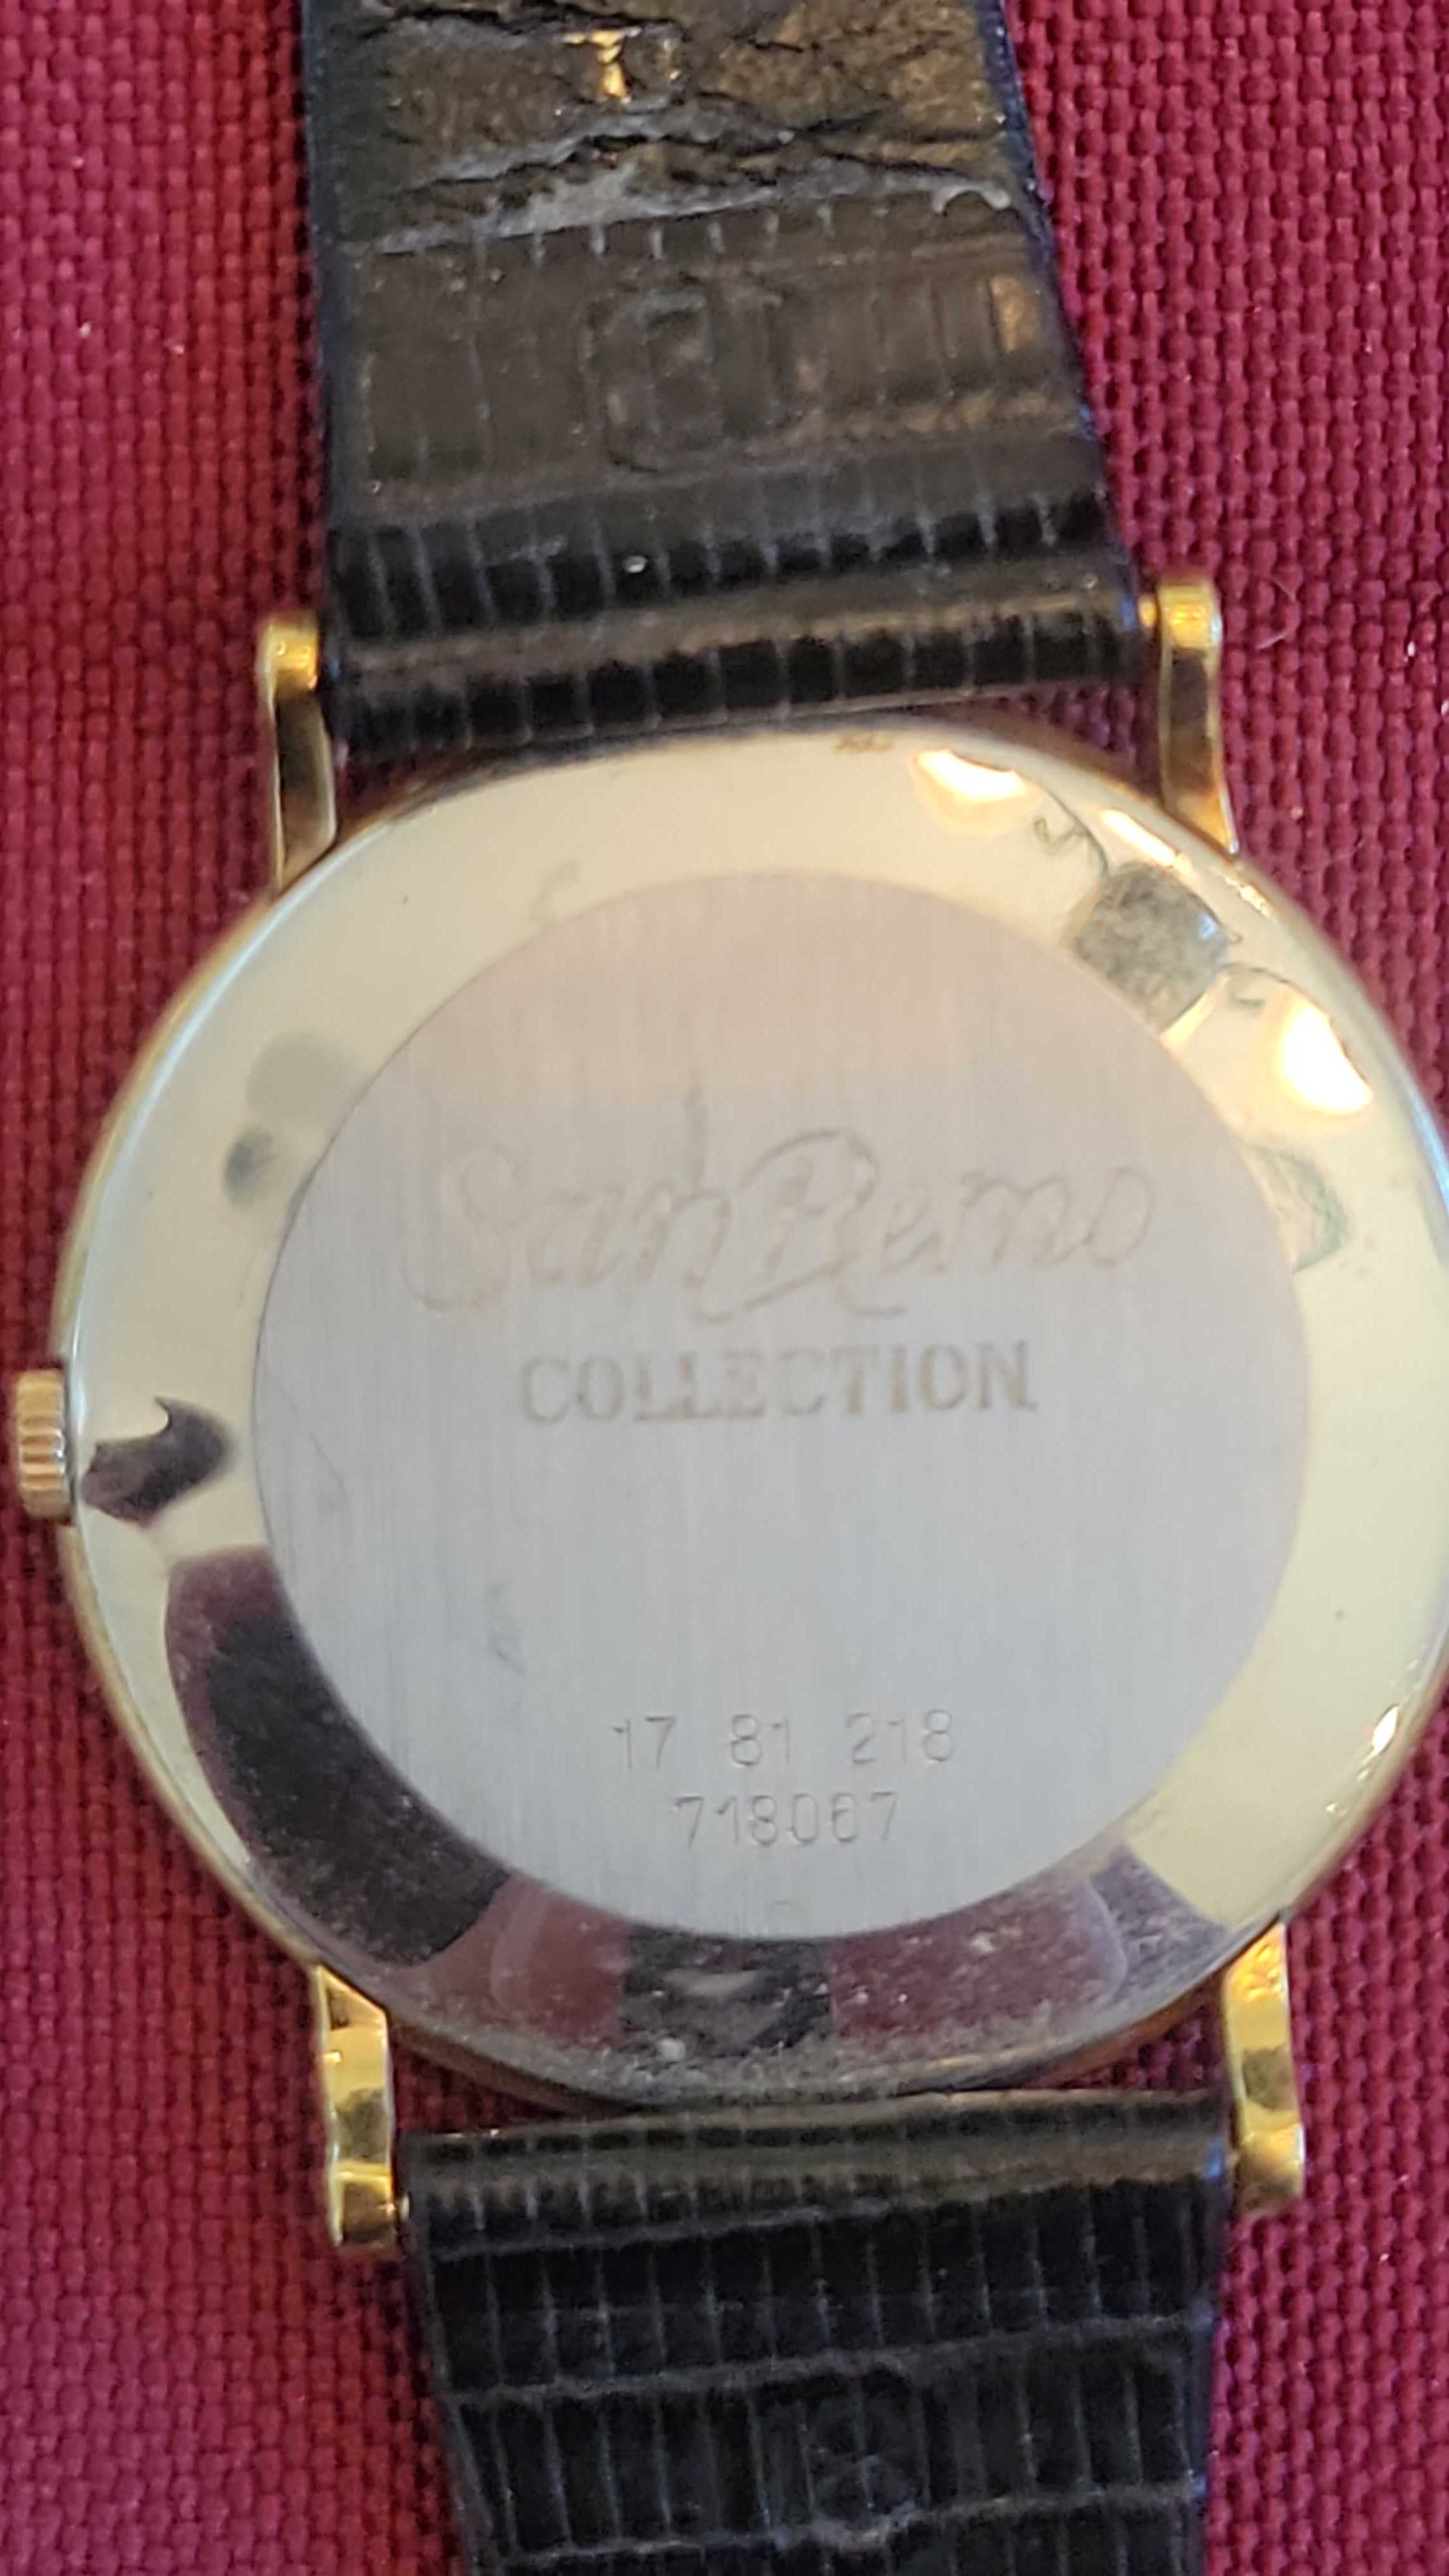 San Remo
COLLECTION
17 81 218
718067